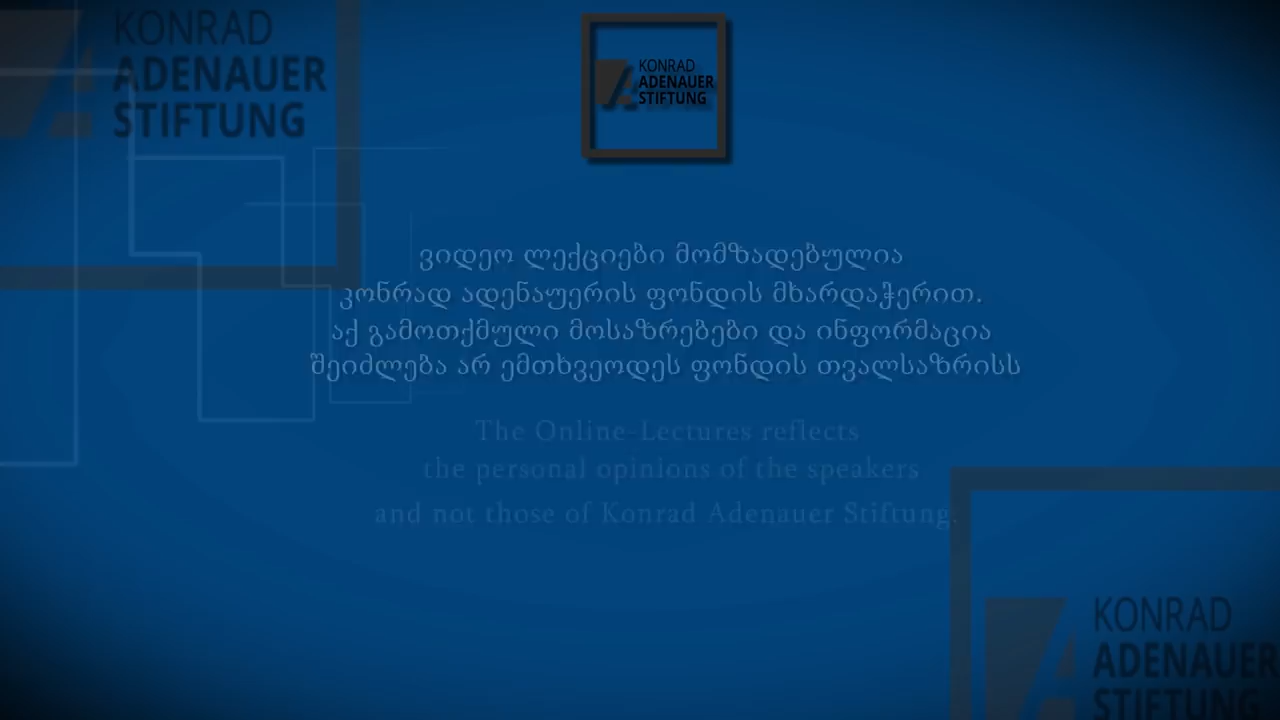 KONRAD
ADENAUER
STIFTUNG
KONRAD
ADENAUER
STIFTUNG
ვიდეო ლექციები მომზადებულია
კონრად ადენაუერის ფონდის მხარდაჭერით.
აქ გამოთქმული მოსაზრებები და ინფორმაცია
შეიძლება არ ემთხვეოდეს ფონდის თვალსაზრისს
The Online-Lectures reflects
the personal opinions of the speakers
and not those of Konrad Adenauer Stiftung.
KONRAD
ADENAUER
STIFTUNG